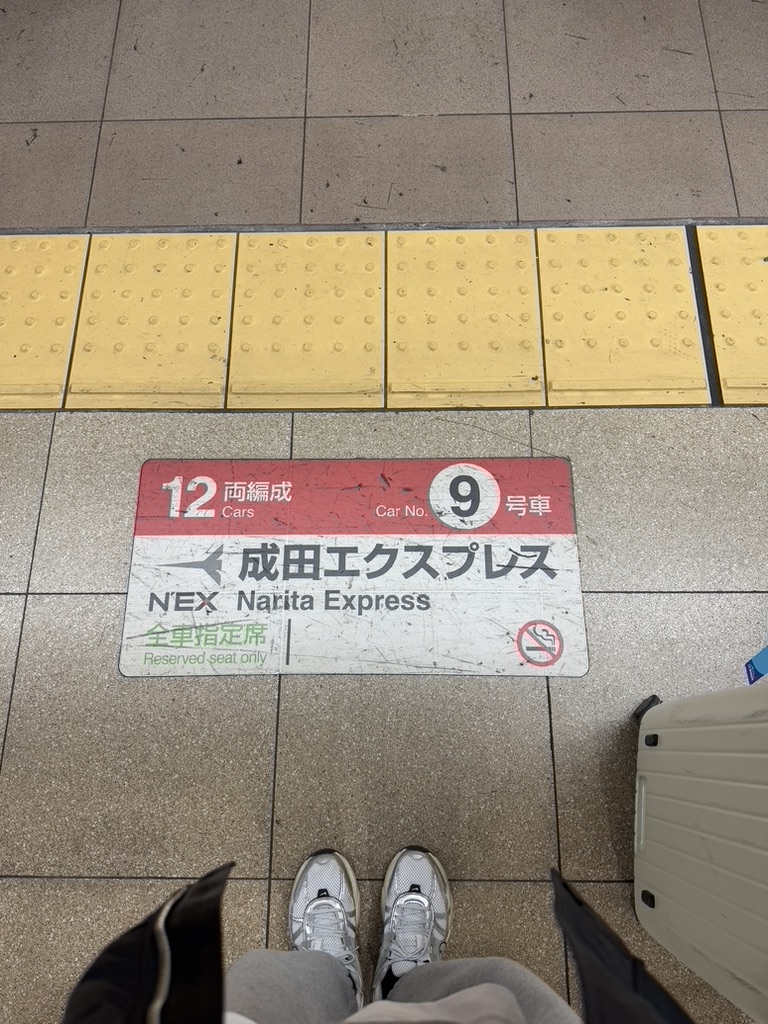 12 両編成 Cars Car No. 9 号車
成田エクスプレス
N'EX Narita Express
全車指定席
Reserved seat only